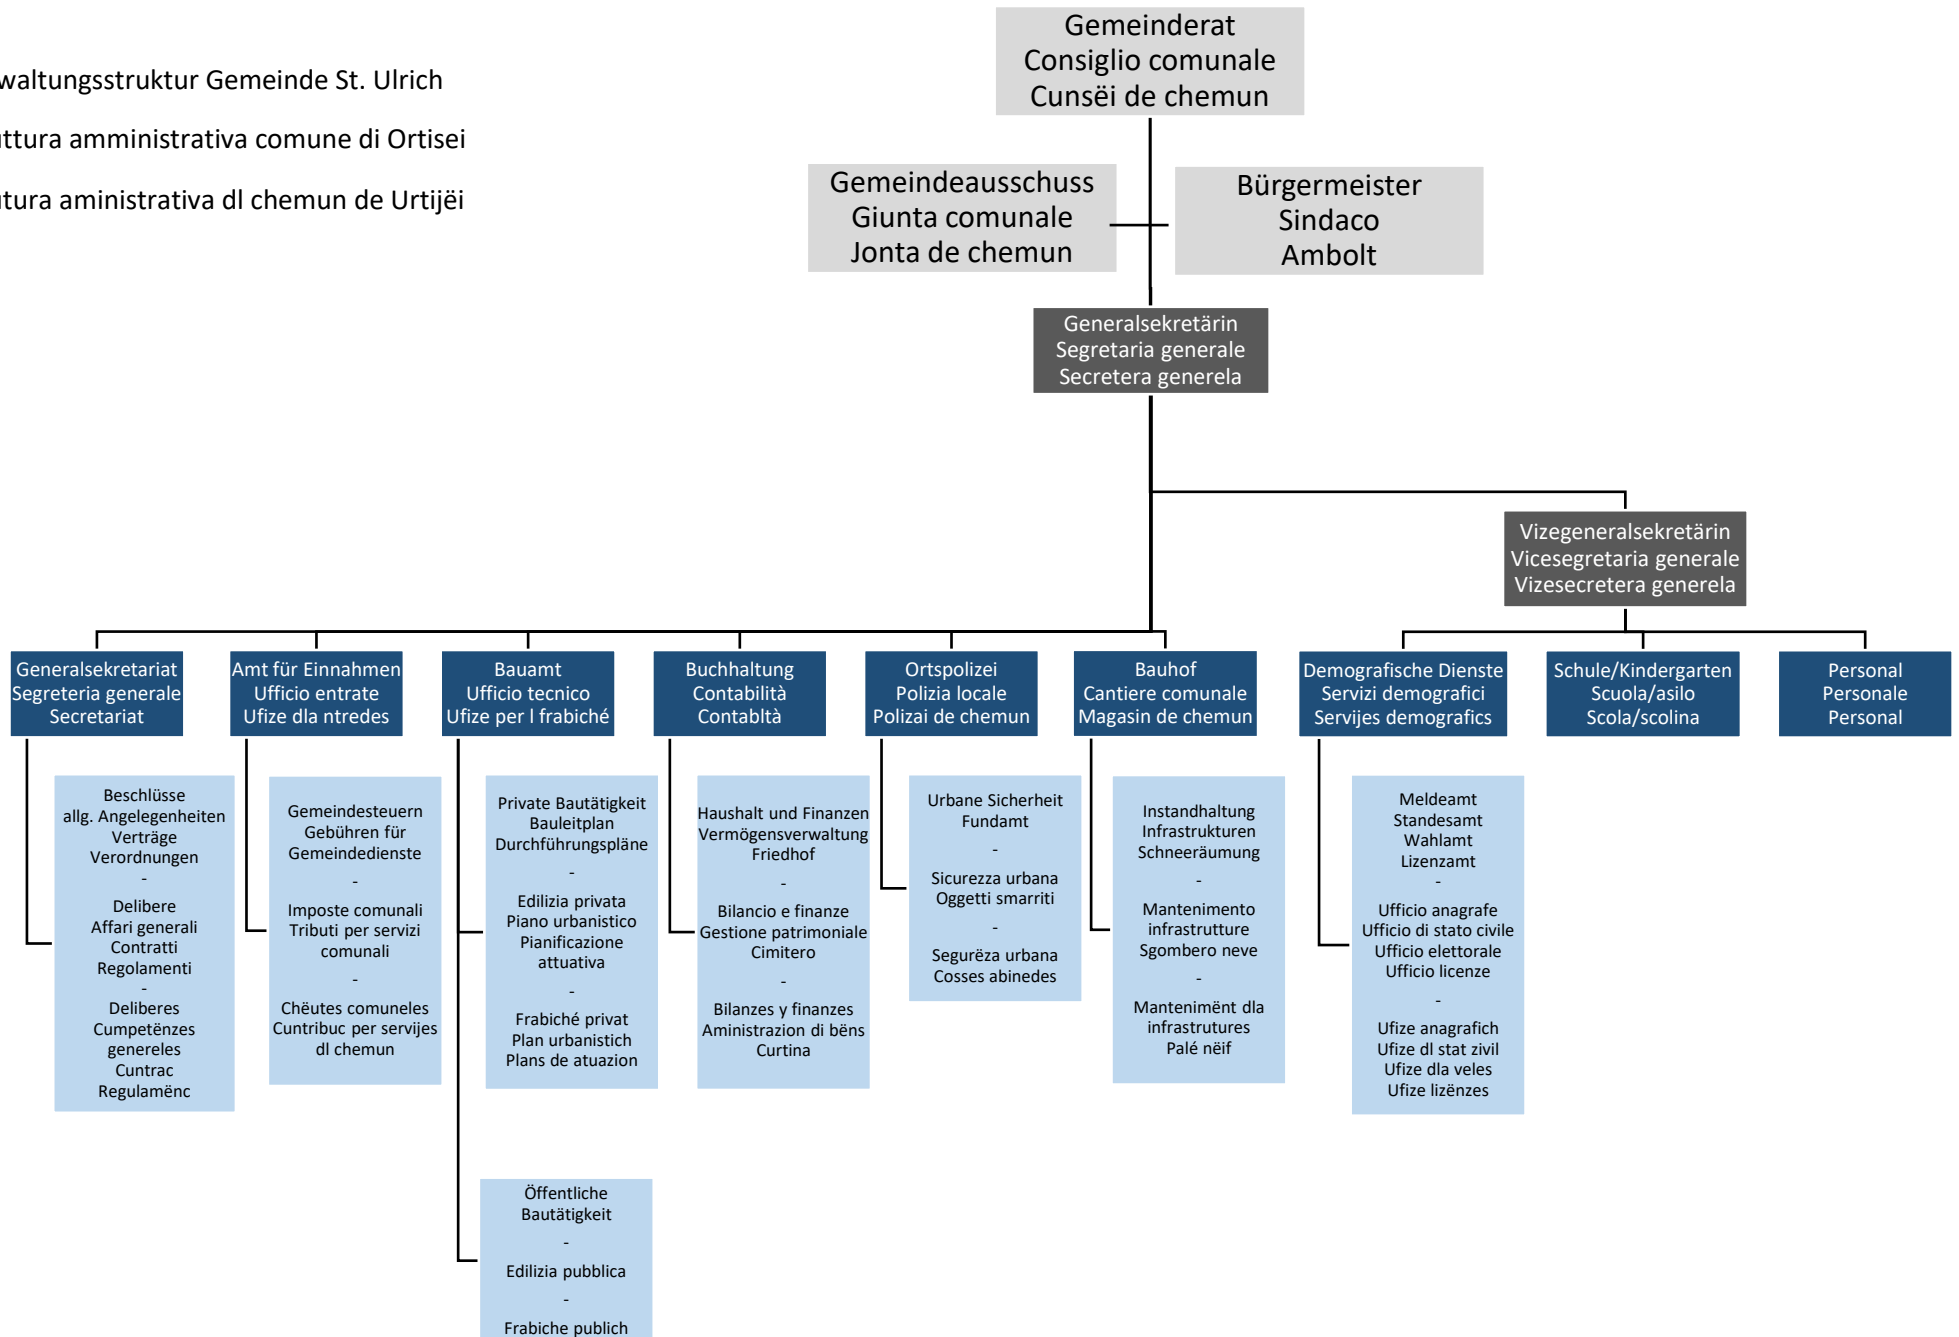 waltungsstruktur Gemeinde St. Ulrich
ttura amministrativa comune di Ortisei
utura aministrativa dl chemun de Urtijëi
Gemeinderat
Consiglio comunale
Cunsëi de chemun
Gemeindeausschuss
Giunta comunale
Jonta de chemun
Bürgermeister
Sindaco
Ambolt
Generalsekretärin
Segretaria generale
Secretera generela
Vizegeneralsekretärin
Vicesegretaria generale
Vizesecretera generela
Generalsekretariat
Segreteria generale
Secretariat
Amt für Einnahmen
Ufficio entrate
Ufize dla ntredes
Bauamt
Ufficio tecnico
Ufize per l frabiché
Buchhaltung
Contabilità
Contabltà
Ortspolizei
Polizia locale
Polizai de chemun
Bauhof
Cantiere comunale
Magasin de chemun
Demografische Dienste
Servizi demografici
Servijes demografics
Schule/Kindergarten
Scuola/asilo
Scola/scolina
Personal
Personale
Personal
Beschlüsse
allg. Angelegenheiten
Verträge
Verordnungen
-
Delibere
Affari generali
Contratti
Regolamenti
-
Deliberes
Cumpetënzes
genereles
Cuntrac
Regulamënc
Gemeindesteuern
Gebühren für
Gemeindedienste
-
Imposte comunali
Tributi per servizi
comunali
-
Chëutes comuneles
Cuntribuc per servijes
dl chemun
Private Bautätigkeit
Bauleitplan
Durchführungspläne
-
Edilizia privata
Piano urbanistico
Pianificazione
attuativa
-
Frabiché privat
Plan urbanistich
Plans de atuazion
Öffentliche
Bautätigkeit
-
Edilizia pubblica
-
Frabiche publich
Haushalt und Finanzen
Vermögensverwaltung
Friedhof
-
Bilancio e finanze
Gestione patrimoniale
Cimitero
-
Bilanzes y finanzes
Aministrazion di bëns
Curtina
Urbane Sicherheit
Fundamt
-
Sicurezza urbana
Oggetti smarriti
-
Segurëza urbana
Cosses abinedes
Instandhaltung
Infrastrukturen
Schneeräumung
-
Mantenimento
infrastrutture
Sgombero neve
-
Mantenimënt dla
infrastrutures
Palé nëif
Meldeamt
Standesamt
Wahlamt
Lizenzamt
-
Ufficio anagrafe
Ufficio di stato civile
Ufficio elettorale
Ufficio licenze
-
Ufize anagrafich
Ufize dl stat zivil
Ufize dla veles
Ufize lizënzes